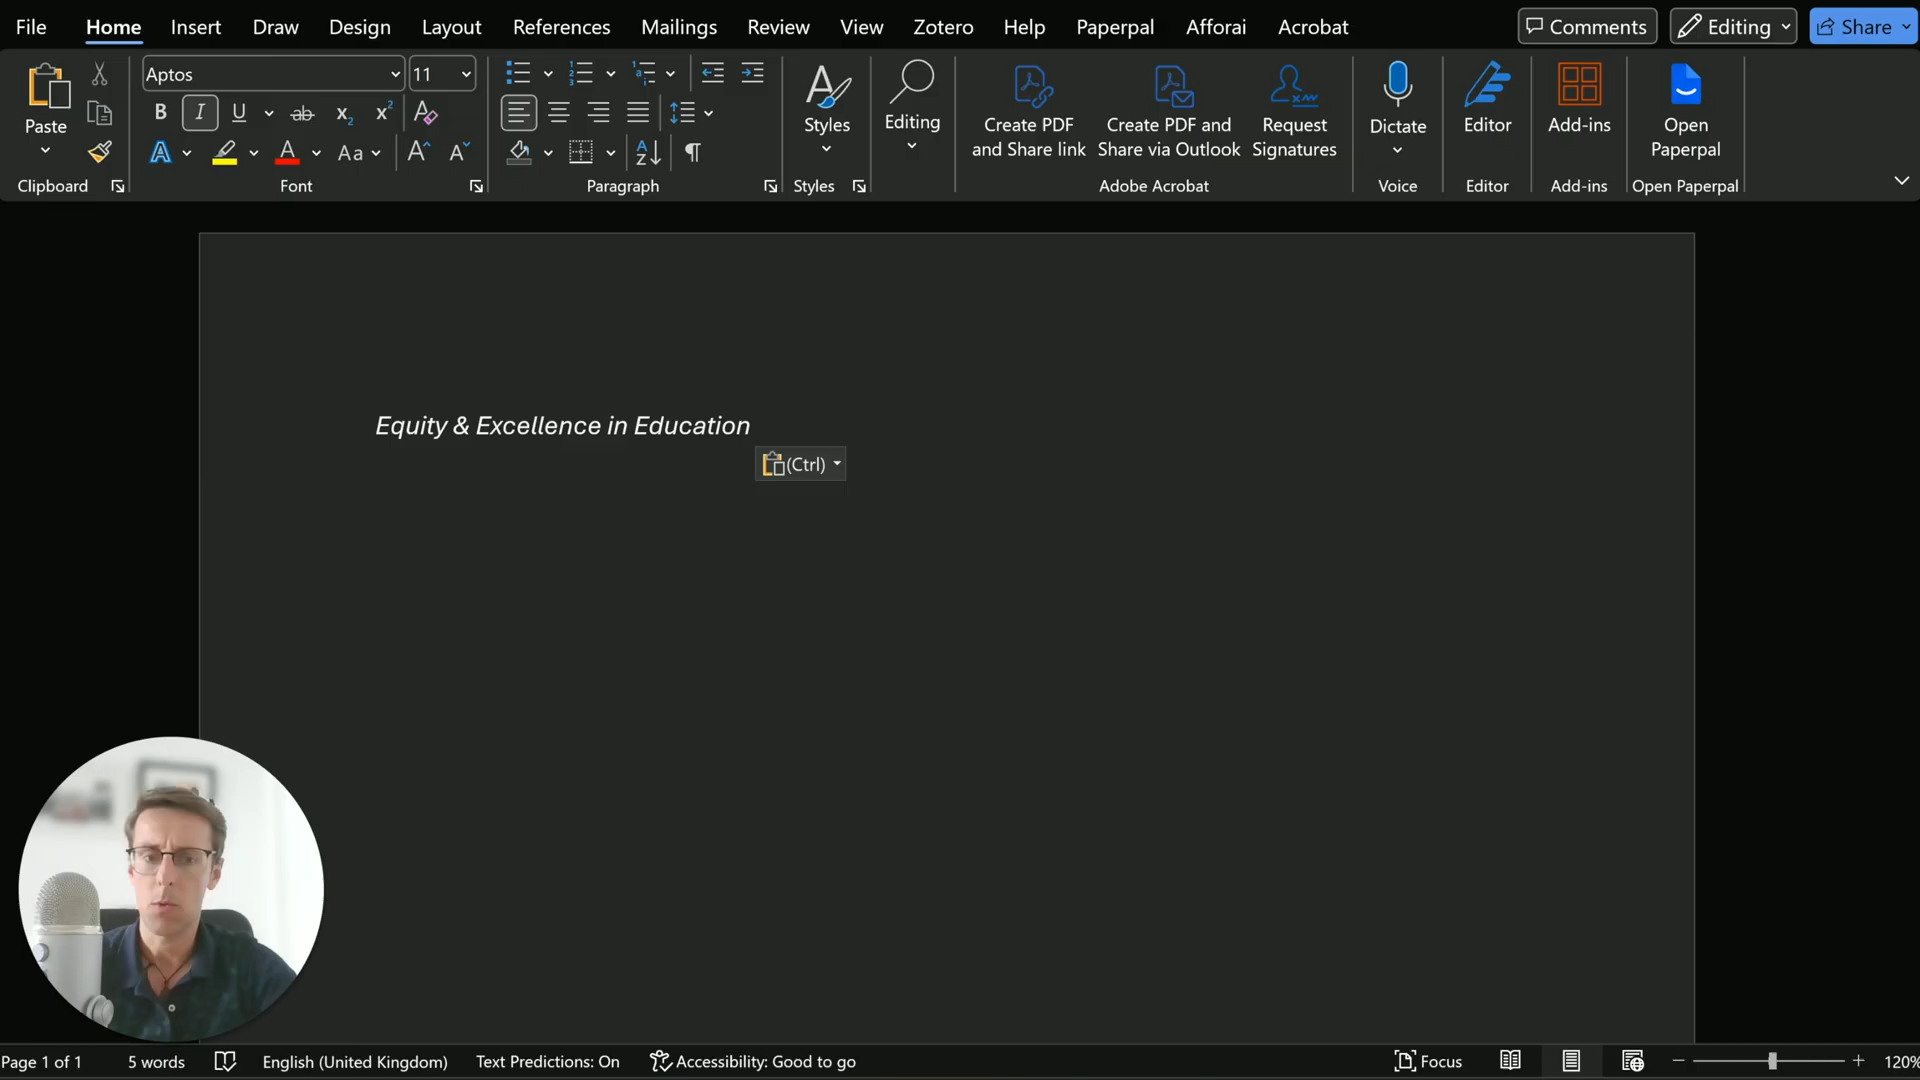 File Home Insert Draw Design Layout References Mailings Review View Zotero Help Paperpal Afforai Acrobat Comments Editing Share
Aptos 11
Paste
Clipboard
B I U ab x₂ x²
A A Aa A A
Font
Paragraph
Styles
Styles
Editing
Create PDF
and Share link
Create PDF and
Share via Outlook
Request
Signatures
Adobe Acrobat
Dictate
Voice
Editor
Editor
Add-ins
Add-ins
Open
Paperpal
Open Paperpal
Equity & Excellence in Education
(Ctrl)
Page 1 of 1 5 words English (United Kingdom) Text Predictions: On Accessibility: Good to go Focus 120%